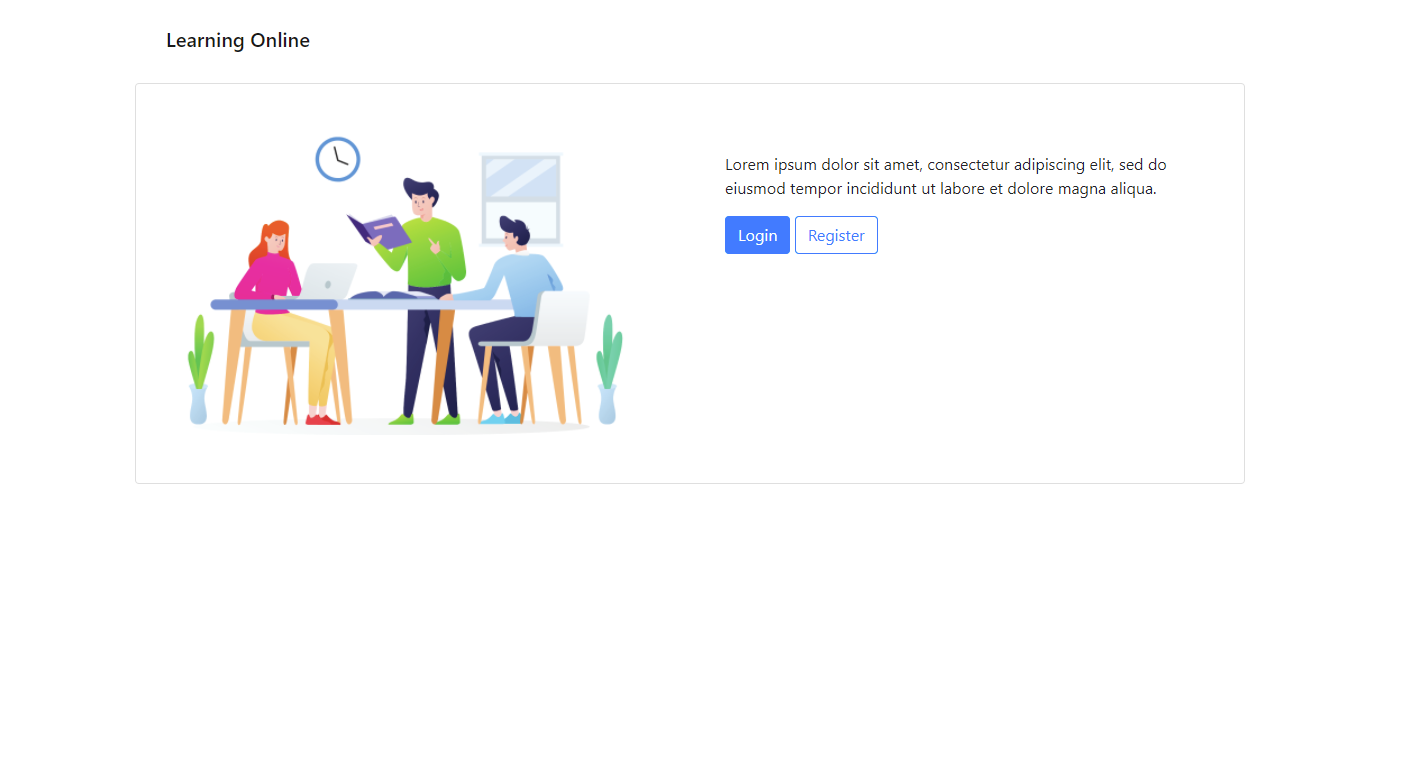 Learning Online
Lorem ipsum dolor sit amet, consectetur adipiscing elit, sed do
eiusmod tempor incididunt ut labore et dolore magna aliqua.
Login Register